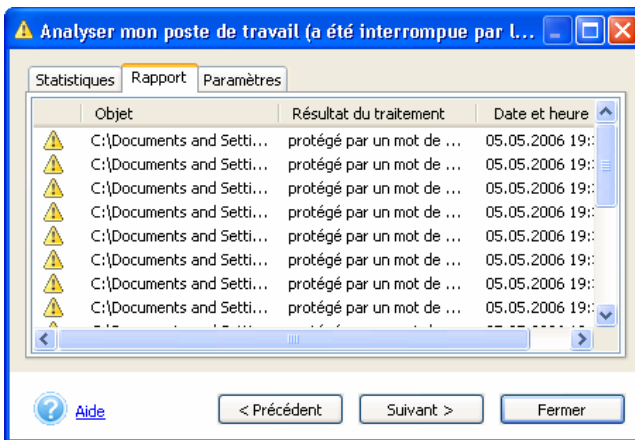 Analyser mon poste de travail (a été interrompue par l...
Statistiques Rapport Paramètres
Objet Résultat du traitement Date et heure
C:\Documents and Setti... protégé par un mot de ... 05.05.2006 19:
C:\Documents and Setti... protégé par un mot de ... 05.05.2006 19:
C:\Documents and Setti... protégé par un mot de ... 05.05.2006 19:
C:\Documents and Setti... protégé par un mot de ... 05.05.2006 19:
C:\Documents and Setti... protégé par un mot de ... 05.05.2006 19:
C:\Documents and Setti... protégé par un mot de ... 05.05.2006 19:
C:\Documents and Setti... protégé par un mot de ... 05.05.2006 19:
C:\Documents and Setti... protégé par un mot de ... 05.05.2006 19:
Aide < Précédent Suivant > Fermer